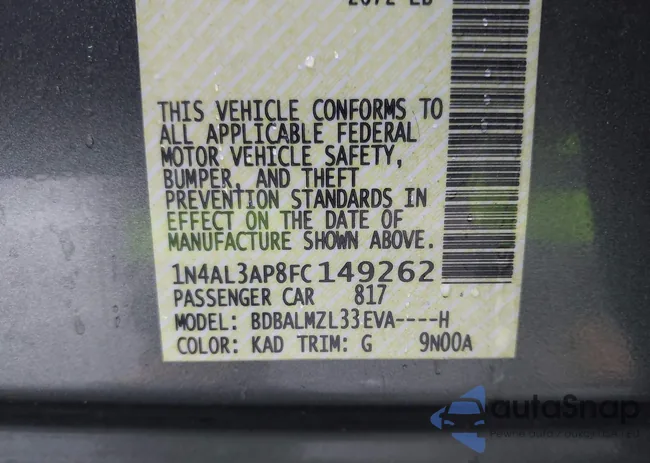 THIS VEHICLE CONFORMS TO
ALL APPLICABLE FEDERAL
MOTOR VEHICLE SAFETY,
BUMPER, AND THEFT
PREVENTION STANDARDS IN
EFFECT ON THE DATE OF
MANUFACTURE SHOWN ABOVE.
1N4AL3AP8FC149262
PASSENGER CAR 817
MODEL: BDBALMZL33EVA----H
COLOR: KAD TRIM: G 9N00A
autoSnap